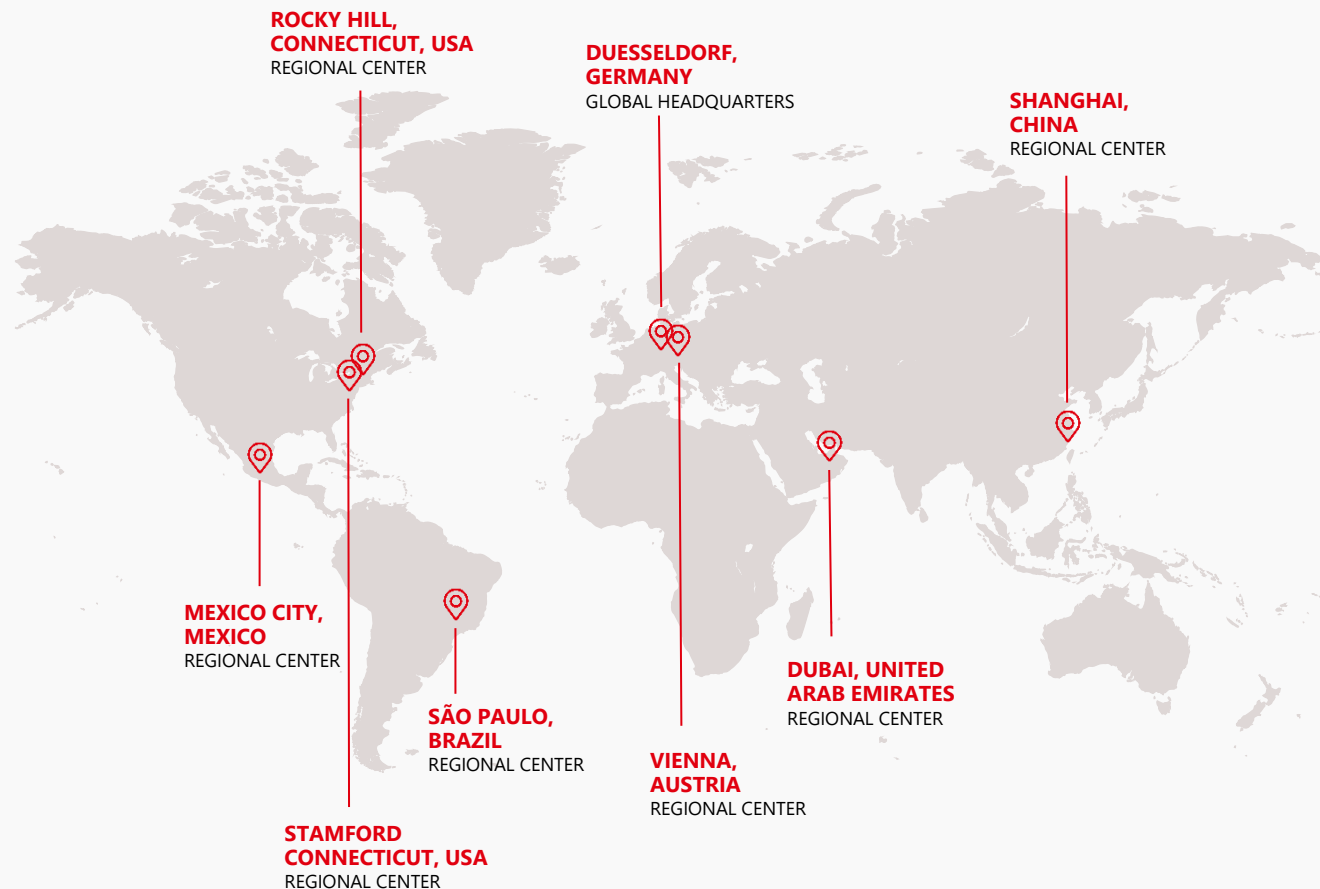 ROCKY HILL,
CONNECTICUT, USA
REGIONAL CENTER
DUESSELDORF,
GERMANY
GLOBAL HEADQUARTERS
SHANGHAI,
CHINA
REGIONAL CENTER
MEXICO CITY,
MEXICO
REGIONAL CENTER
SÃO PAULO,
BRAZIL
REGIONAL CENTER
DUBAI, UNITED
ARAB EMIRATES
REGIONAL CENTER
VIENNA,
AUSTRIA
REGIONAL CENTER
STAMFORD
CONNECTICUT, USA
REGIONAL CENTER